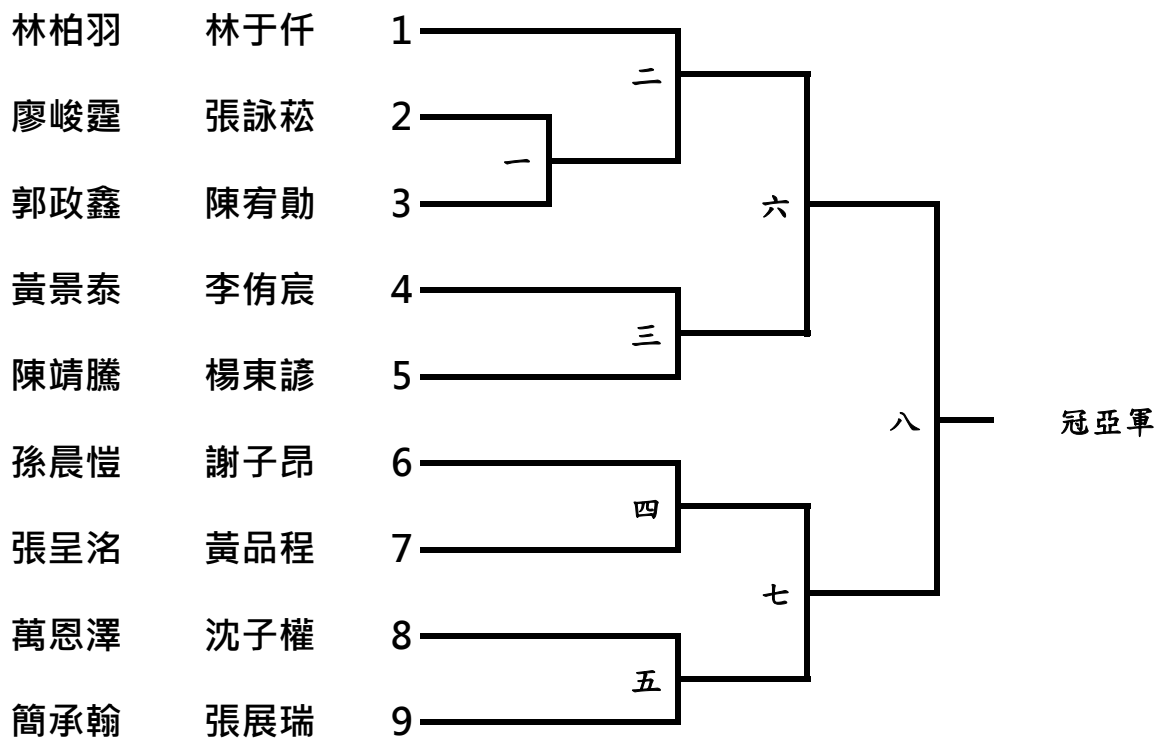 林柏羽 林于仟 1
二
廖峻霆 張詠菘 2
一
郭政鑫 陳宥勛 3
六
黃景泰 李侑宸 4
三
陳靖騰 楊東諺 5
八 冠亞軍
孫晨愷 謝子昂 6
四
張呈洺 黃品程 7
七
萬恩澤 沈子權 8
五
簡承翰 張展瑞 9